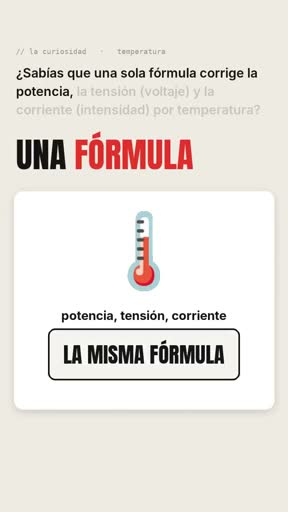 // la curiosidad · temperatura
¿Sabías que una sola fórmula corrige la
potencia, la tensión (voltaje) y la
corriente (intensidad) por temperatura?
UNA FÓRMULA
potencia, tensión, corriente
LA MISMA FÓRMULA